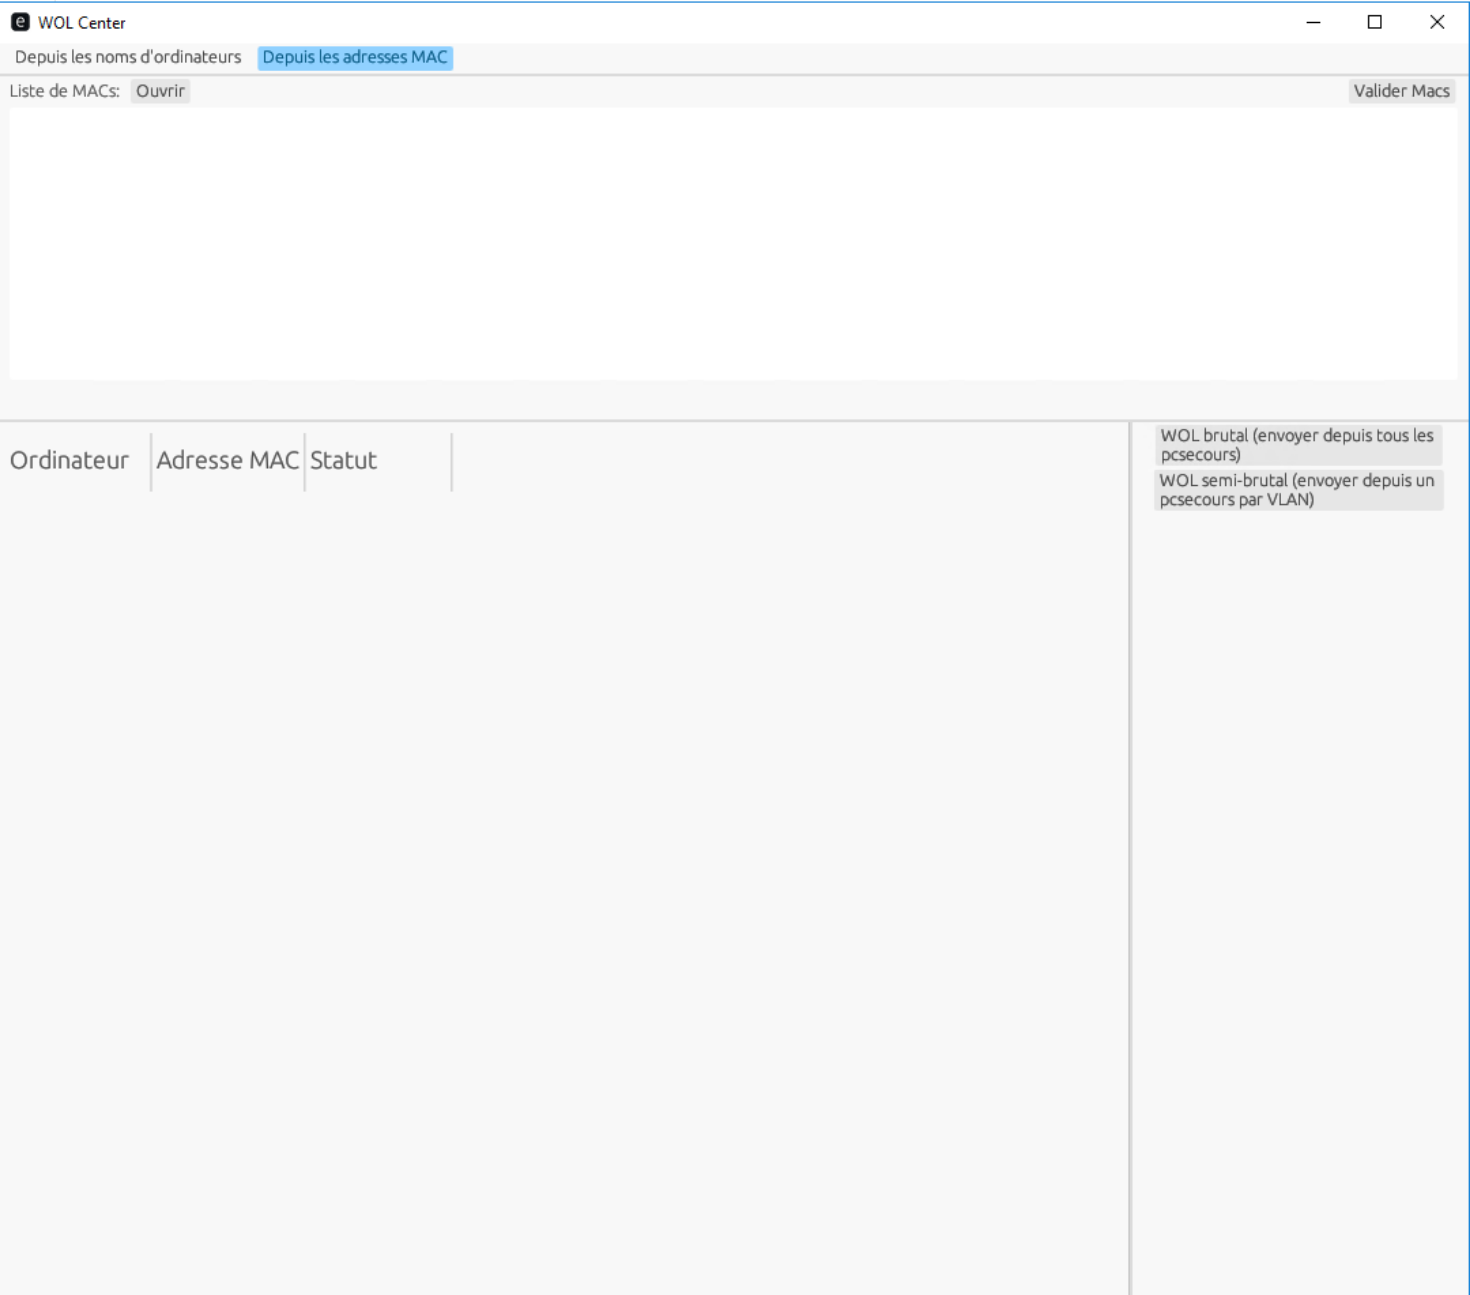 e WOL Center
Depuis les noms d'ordinateurs Depuis les adresses MAC
Liste de MACs: Ouvrir Valider Macs
Ordinateur Adresse MAC Statut
WOL brutal (envoyer depuis tous les
pcsecours)
WOL semi-brutal (envoyer depuis un
pcsecours par VLAN)